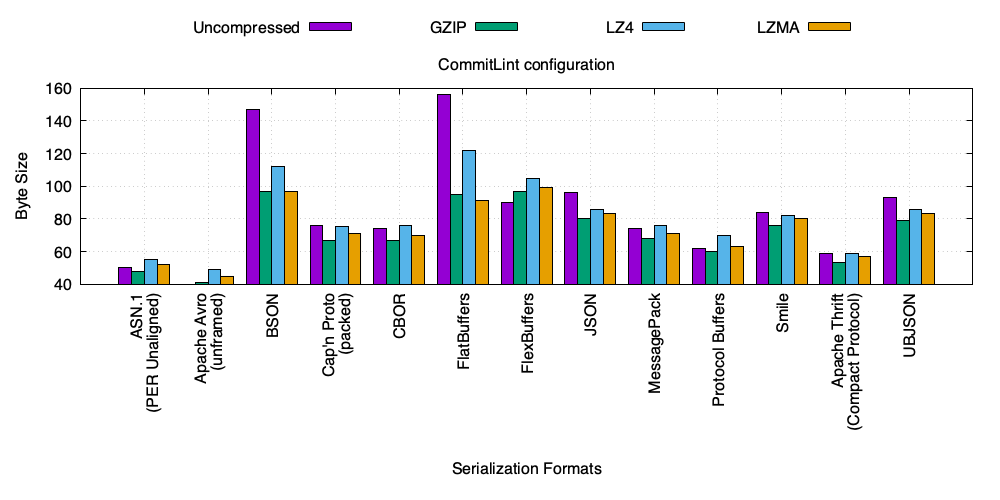 Uncompressed GZIP LZ4 LZMA
CommitLint configuration
Byte Size
160
140
120
100
80
60
40
ASN.1
(PER Unaligned)
Apache Avro
(unframed)
BSON
Cap'n Proto
(packed)
CBOR
FlatBuffers
FlexBuffers
JSON
MessagePack
Protocol Buffers
Smile
Apache Thrift
(Compact Protocol)
UBJSON
Serialization Formats